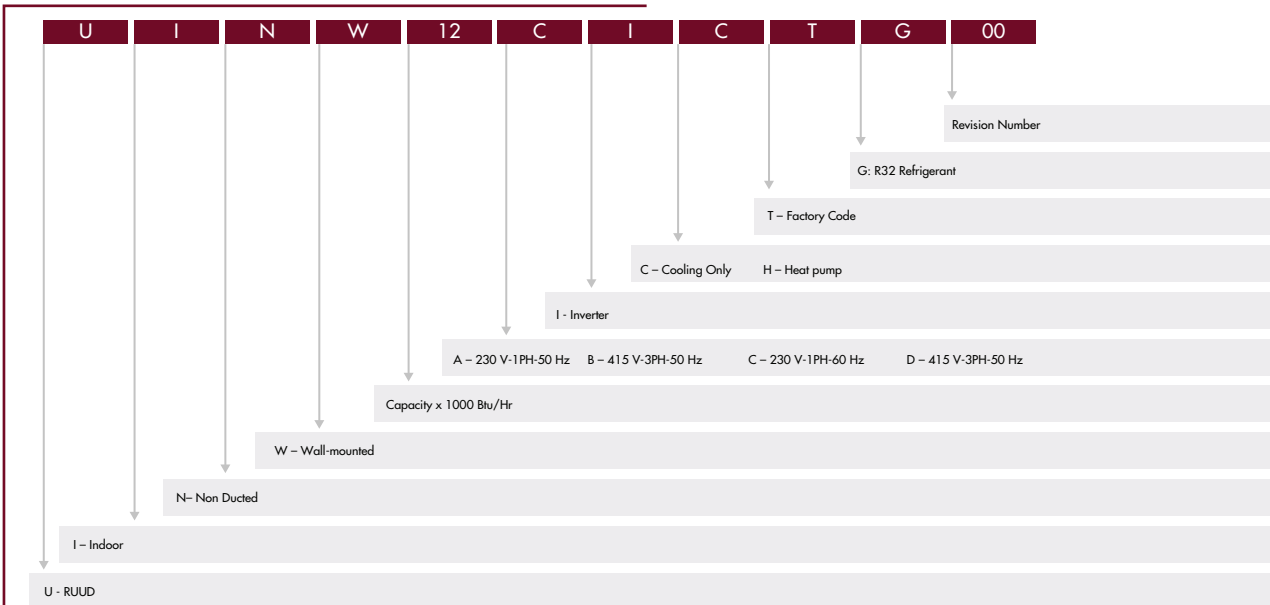 U I N W 12 C I C T G 00
Revision Number
G: R32 Refrigerant
T – Factory Code
C – Cooling Only H – Heat pump
I - Inverter
A – 230 V-1PH-50 Hz B – 415 V-3PH-50 Hz C – 230 V-1PH-60 Hz D – 415 V-3PH-50 Hz
Capacity x 1000 Btu/Hr
W – Wall-mounted
N– Non Ducted
I – Indoor
U - RUUD